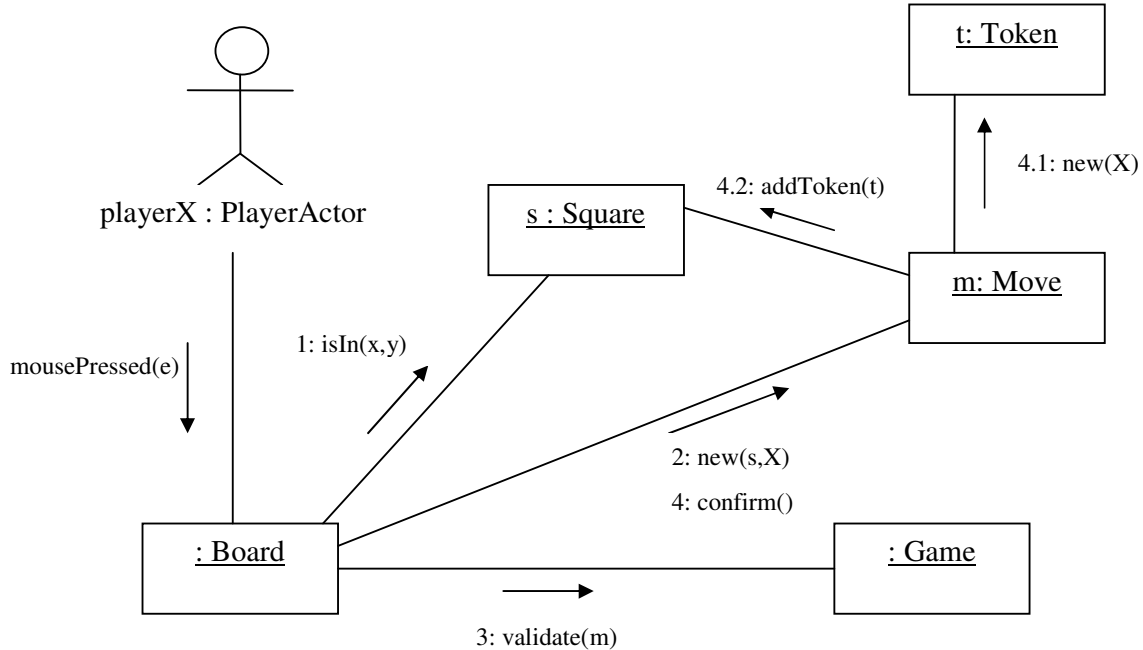 t: Token
4.1: new(X)
4.2: addToken(t)
playerX : PlayerActor
s : Square
m: Move
1: isIn(x,y)
mousePressed(e)
2: new(s,X)
4: confirm()
: Board
: Game
3: validate(m)